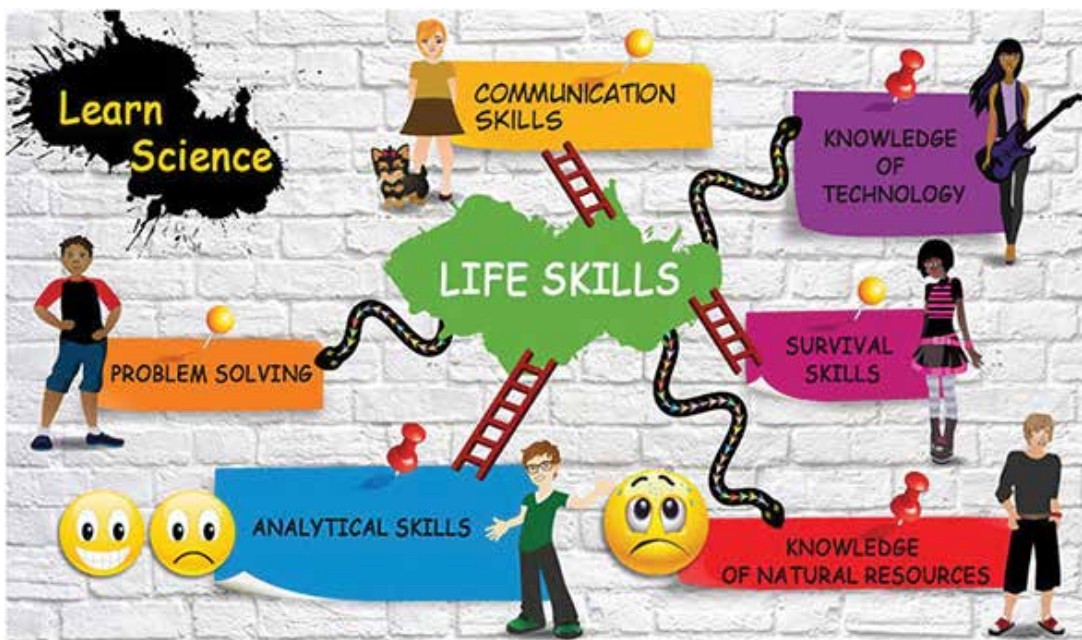 Learn
Science
COMMUNICATION
SKILLS
KNOWLEDGE
OF
TECHNOLOGY
LIFE SKILLS
PROBLEM SOLVING
SURVIVAL
SKILLS
ANALYTICAL SKILLS
KNOWLEDGE
OF NATURAL RESOURCES